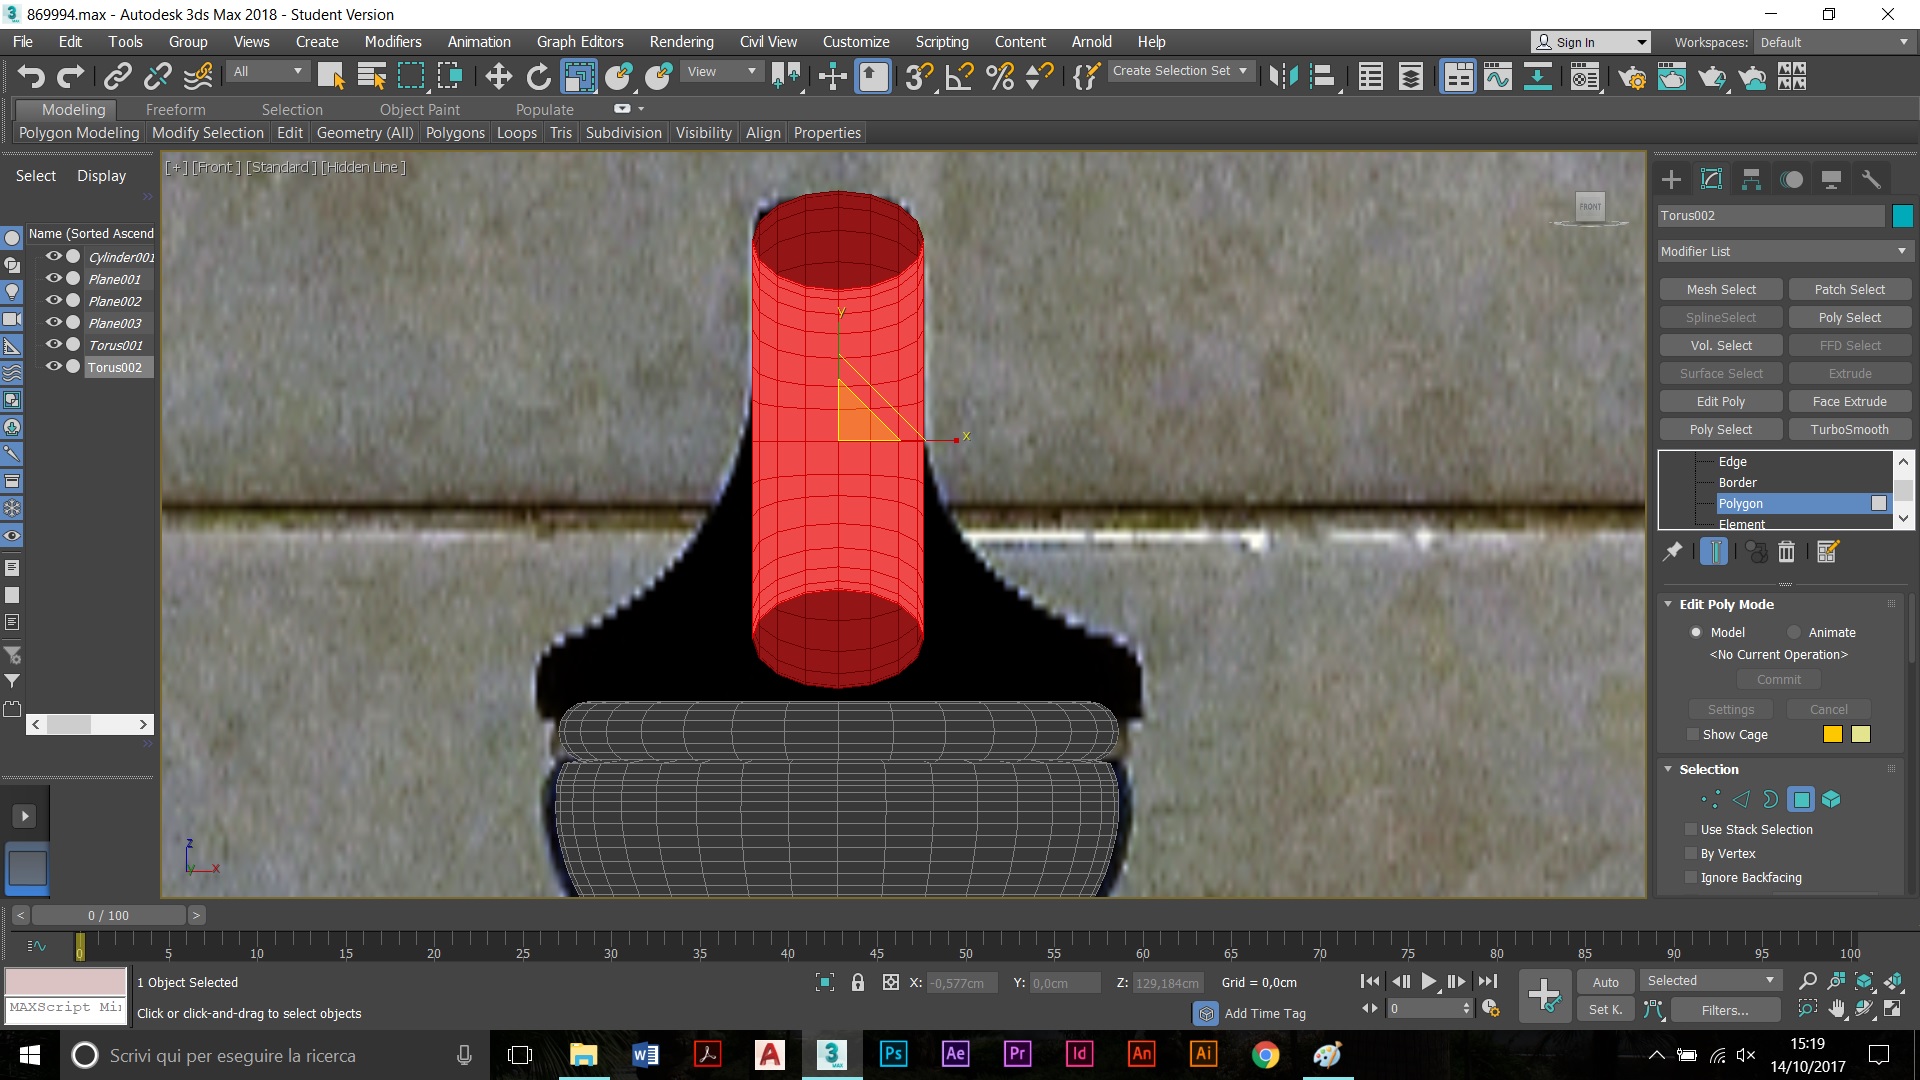 869994.max - Autodesk 3ds Max 2018 - Student Version
File Edit Tools Group Views Create Modifiers Animation Graph Editors Rendering Civil View Customize Scripting Content Arnold Help Sign In Workspaces: Default
All View Create Selection Set
Modeling Freeform Selection Object Paint Populate
Polygon Modeling Modify Selection Edit Geometry (All) Polygons Loops Tris Subdivision Visibility Align Properties
Select Display
[+] [Front ] [Standard ] [Hidden Line ]
FRONT
Torus002
Name (Sorted Ascend
Modifier List
Cylinder001
Plane001
Plane002
Plane003
Torus001
Torus002
Mesh Select Patch Select
SplineSelect Poly Select
Vol. Select FFD Select
Surface Select Extrude
Edit Poly Face Extrude
Poly Select TurboSmooth
y
x
Edge
Border
Polygon
Element
Edit Poly Mode
Model Animate
<No Current Operation>
Commit
Settings Cancel
Show Cage
Selection
Use Stack Selection
By Vertex
Ignore Backfacing
z
y x
< 0 / 100 >
0 5 10 15 20 25 30 35 40 45 50 55 60 65 70 75 80 85 90 95 100
1 Object Selected X: -0,577cm Y: 0,0cm Z: 129,184cm Grid = 0,0cm Auto Selected
MAXScript Mi
Click or click-and-drag to select objects Add Time Tag 0 Set K. Filters...
Scrivi qui per eseguire la ricerca
3 MAX Ps Ae Pr Id An Ai
15:19
14/10/2017